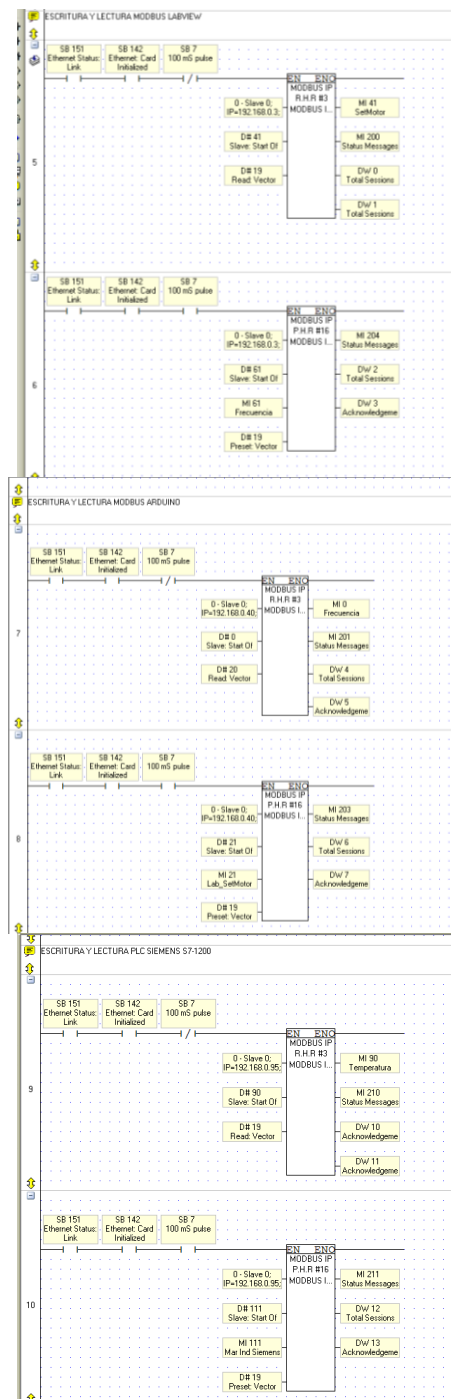 ESCRITURA Y LECTURA MODBUS LABVIEW
SB 151
Ethernet Status:
Link
SB 142
Ethernet: Card
Initialized
SB 7
100 mS pulse
5
EN ENO
MODBUS IP
R.H.R #3
MODBUS I...
0 - Slave 0;
IP=192.168.0.3;
D# 41
Slave: Start Of
D# 19
Read: Vector
MI 41
SetMotor
MI 200
Status Messages
DW 0
Total Sessions
DW 1
Total Sessions
SB 151
Ethernet Status:
Link
SB 142
Ethernet: Card
Initialized
SB 7
100 mS pulse
6
EN ENO
MODBUS IP
P.H.R #16
MODBUS I...
0 - Slave 0;
IP=192.168.0.3;
D# 61
Slave: Start Of
MI 61
Frecuencia
D# 19
Preset: Vector
MI 204
Status Messages
DW 2
Total Sessions
DW 3
Acknowledgeme
ESCRITURA Y LECTURA MODBUS ARDUINO
SB 151
Ethernet Status:
Link
SB 142
Ethernet: Card
Initialized
SB 7
100 mS pulse
7
EN ENO
MODBUS IP
R.H.R #3
MODBUS I...
0 - Slave 0;
IP=192.168.0.40;
D# 0
Slave: Start Of
D# 20
Read: Vector
MI 0
Frecuencia
MI 201
Status Messages
DW 4
Total Sessions
DW 5
Acknowledgeme
SB 151
Ethernet Status:
Link
SB 142
Ethernet: Card
Initialized
SB 7
100 mS pulse
8
EN ENO
MODBUS IP
P.H.R #16
MODBUS I...
0 - Slave 0;
IP=192.168.0.40;
D# 21
Slave: Start Of
MI 21
Lab_SetMotor
D# 19
Preset: Vector
MI 203
Status Messages
DW 6
Total Sessions
DW 7
Acknowledgeme
ESCRITURA Y LECTURA PLC SIEMENS S7-1200
SB 151
Ethernet Status:
Link
SB 142
Ethernet: Card
Initialized
SB 7
100 mS pulse
9
EN ENO
MODBUS IP
R.H.R #3
MODBUS I...
0 - Slave 0;
IP=192.168.0.95;
D# 90
Slave: Start Of
D# 19
Read: Vector
MI 90
Temperatura
MI 210
Status Messages
DW 10
Acknowledgeme
DW 11
Acknowledgeme
SB 151
Ethernet Status:
Link
SB 142
Ethernet: Card
Initialized
SB 7
100 mS pulse
10
EN ENO
MODBUS IP
P.H.R #16
MODBUS I...
0 - Slave 0;
IP=192.168.0.95;
D# 111
Slave: Start Of
MI 111
Mar Ind Siemens
D# 19
Preset: Vector
MI 211
Status Messages
DW 12
Total Sessions
DW 13
Acknowledgeme